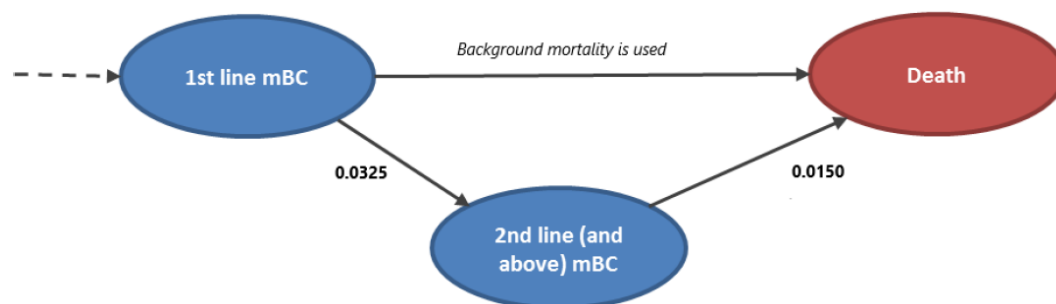 Background mortality is used
1st line mBC
Death
0.0325
0.0150
2nd line (and
above) mBC